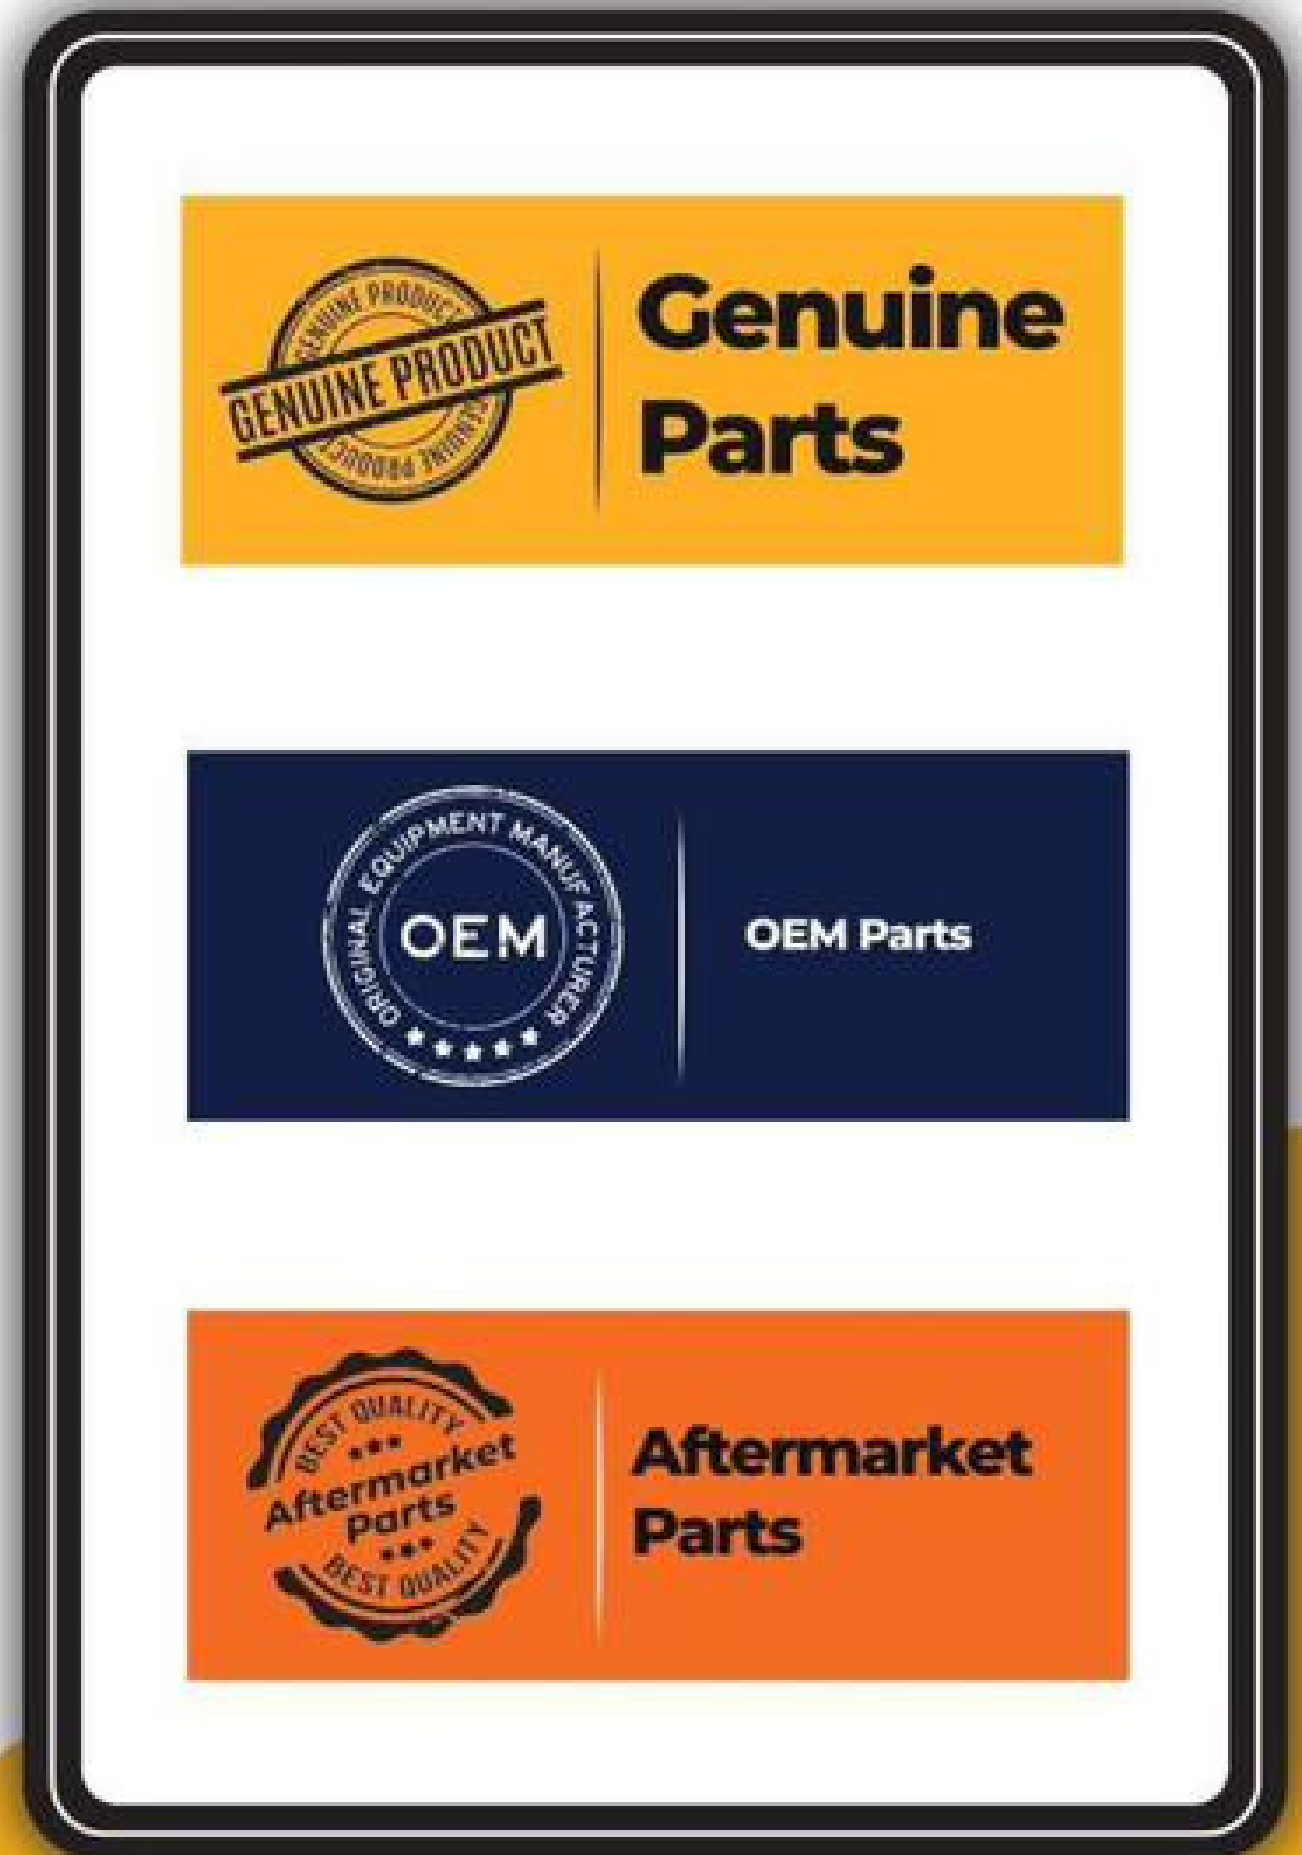 GENUINE PRODUCT
GENUINE PRODUCT
GENUINE PRODUCT
Genuine
Parts
ORIGINAL EQUIPMENT MANUFACTURER
OEM
OEM Parts
BEST QUALITY
Aftermarket
Parts
BEST QUALITY
Aftermarket
Parts